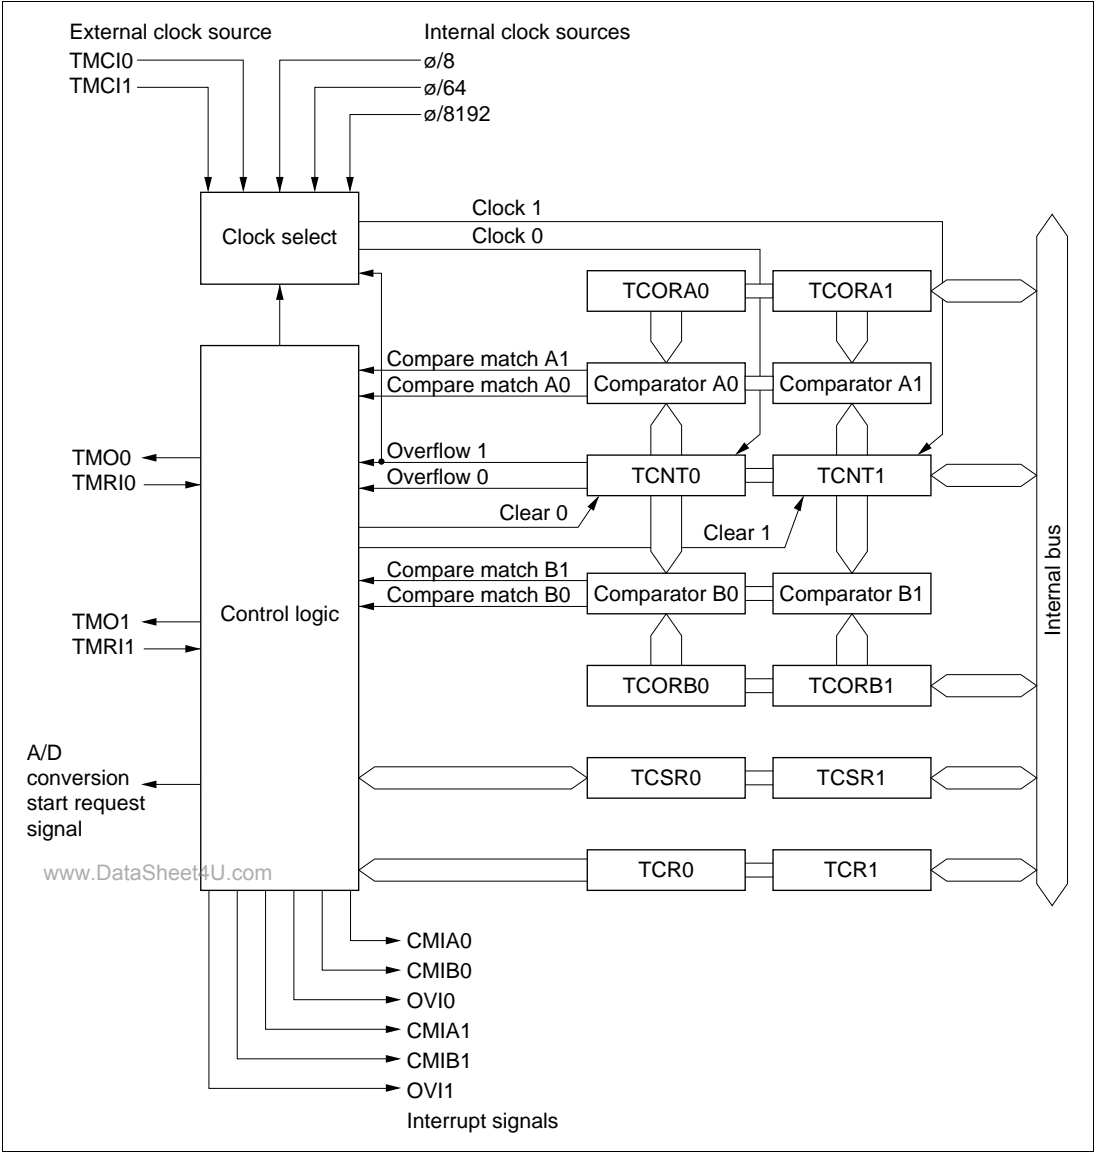 External clock source
Internal clock sources
TMCI0
ø/8
TMCI1
ø/64
ø/8192
Clock select
Clock 1
Clock 0
TCORA0
TCORA1
Compare match A1
Compare match A0
Comparator A0
Comparator A1
TMO0
TMRI0
Overflow 1
Overflow 0
TCNT0
TCNT1
Clear 0
Clear 1
Internal bus
Compare match B1
Compare match B0
Comparator B0
Comparator B1
Control logic
TMO1
TMRI1
TCORB0
TCORB1
A/D
conversion
start request
signal
TCSR0
TCSR1
www.DataSheet4U.com
TCR0
TCR1
CMIA0
CMIB0
OVI0
CMIA1
CMIB1
OVI1
Interrupt signals